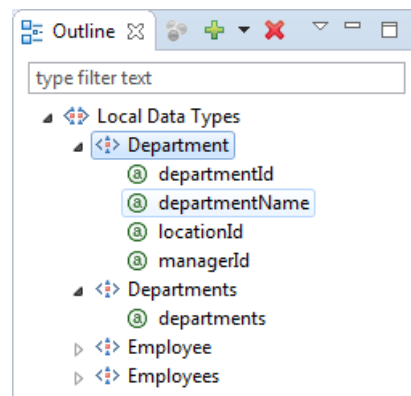 Outline
type filter text
Local Data Types
Department
departmentId
departmentName
locationId
managerId
Departments
departments
Employee
Employees